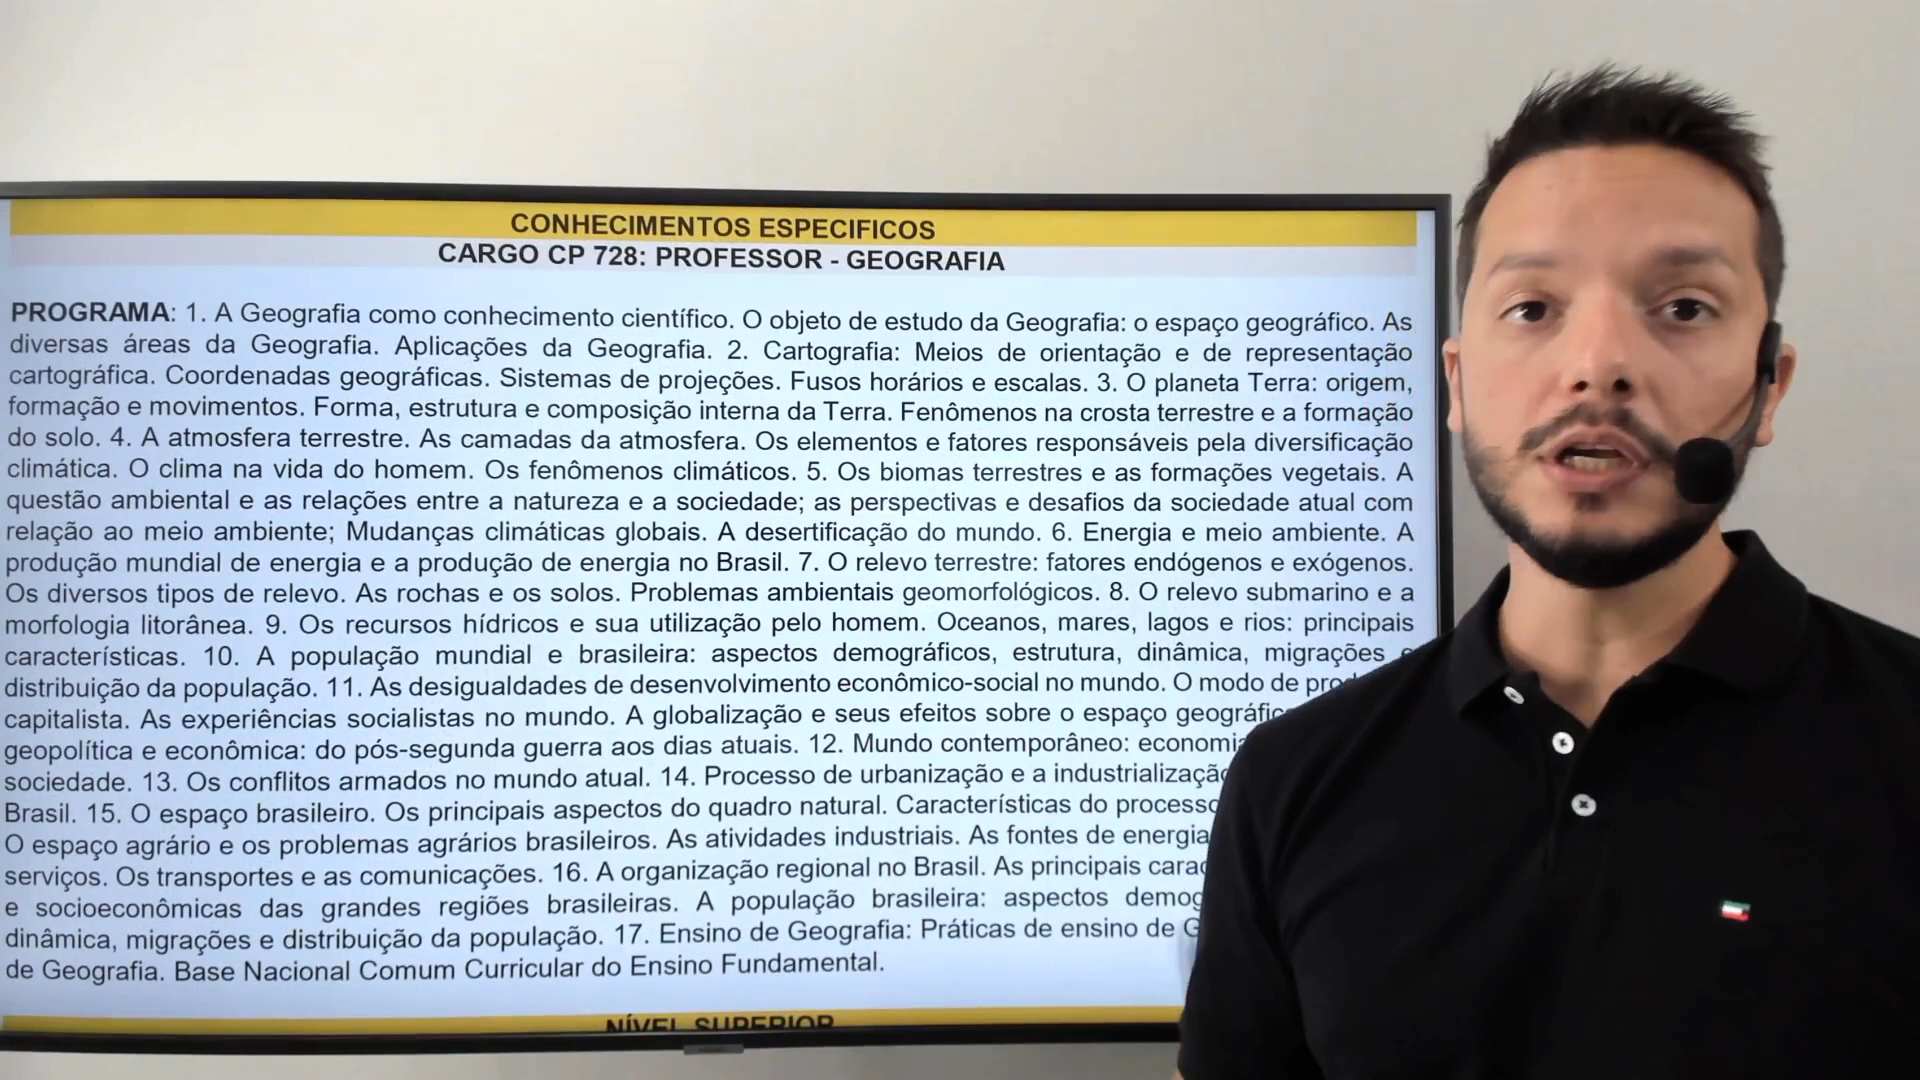 CONHECIMENTOS ESPECIFICOS
CARGO CP 728: PROFESSOR - GEOGRAFIA
PROGRAMA: 1. A Geografia como conhecimento científico. O objeto de estudo da Geografia: o espaço geográfico. As
diversas áreas da Geografia. Aplicações da Geografia. 2. Cartografia: Meios de orientação e de representação
cartográfica. Coordenadas geográficas. Sistemas de projeções. Fusos horários e escalas. 3. O planeta Terra: origem,
formação e movimentos. Forma, estrutura e composição interna da Terra. Fenômenos na crosta terrestre e a formação
do solo. 4. A atmosfera terrestre. As camadas da atmosfera. Os elementos e fatores responsáveis pela diversificação
climática. O clima na vida do homem. Os fenômenos climáticos. 5. Os biomas terrestres e as formações vegetais. A
questão ambiental e as relações entre a natureza e a sociedade; as perspectivas e desafios da sociedade atual com
relação ao meio ambiente; Mudanças climáticas globais. A desertificação do mundo. 6. Energia e meio ambiente. A
produção mundial de energia e a produção de energia no Brasil. 7. O relevo terrestre: fatores endógenos e exógenos.
Os diversos tipos de relevo. As rochas e os solos. Problemas ambientais geomorfológicos. 8. O relevo submarino e a
morfologia litorânea. 9. Os recursos hídricos e sua utilização pelo homem. Oceanos, mares, lagos e rios: principais
características. 10. A população mundial e brasileira: aspectos demográficos, estrutura, dinâmica, migrações e
distribuição da população. 11. As desigualdades de desenvolvimento econômico-social no mundo. O modo de
capitalista. As experiências socialistas no mundo. A globalização e seus efeitos sobre o espaço
geopolítica e econômica: do pós-segunda guerra aos dias atuais. 12. Mundo contemporâneo:
sociedade. 13. Os conflitos armados no mundo atual. 14. Processo de urbanização e a
Brasil. 15. O espaço brasileiro. Os principais aspectos do quadro natural. Características do
O espaço agrário e os problemas agrários brasileiros. As atividades industriais. As fontes de energia
serviços. Os transportes e as comunicações. 16. A organização regional no Brasil. As principais
e socioeconômicas das grandes regiões brasileiras. A população brasileira: aspectos
dinâmica, migrações e distribuição da população. 17. Ensino de Geografia: Práticas de ensino de
de Geografia. Base Nacional Comum Curricular do Ensino Fundamental.
NÍVEL SUPERIOR